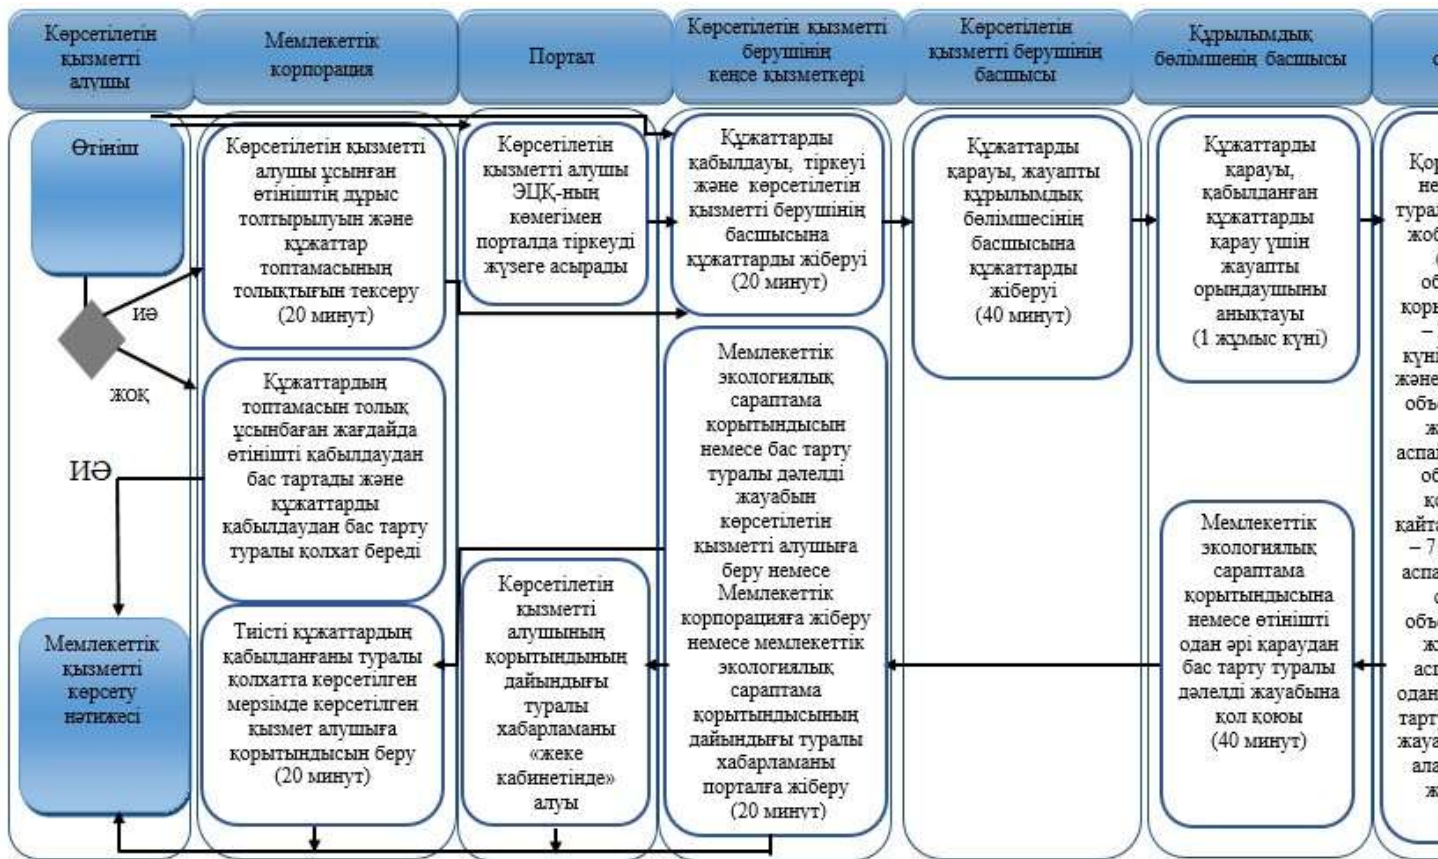 Көрсетілетін
қызметті
алушы
Мемлекеттік
корпорация
Портал
Көрсетілетін қызметті
берушінің
кеңсе қызметкері
Көрсетілетін
қызметті берушінің
басшысы
Құрылымдық
бөлімшенің басшысы
Өтініш
Көрсетілетін қызметті
алушы ұсынған
өтініштің дұрыс
толтырылуын және
құжаттар
топтамасының
толықтығын тексеру
(20 минут)
Көрсетілетін
қызметті алушы
ЭЦҚ-ның
көмегімен
порталда тіркеуді
жүзеге асырады
Құжаттарды
қабылдауы, тіркеуі
және көрсетілетін
қызметті берушінің
басшысына
құжаттарды жіберуі
(20 минут)
Құжаттарды
қарауы, жауапты
құрылымдық
бөлімшесінің
басшысына
құжаттарды
жіберуі
(40 минут)
Құжаттарды
қарауы,
қабылданған
құжаттарды
қарау үшін
жауапты
орындаушыны
анықтауы
(1 жұмыс күні)
иә
жоқ
ИӘ
Құжаттардың
топтамасын толық
ұсынбаған жағдайда
өтінішті қабылдаудан
бас тартады және
құжаттарды
қабылдаудан бас тарту
туралы қолхат береді
Мемлекеттік
экологиялық
сараптама
қорытындысын
немесе бас тарту
туралы дәлелді
жауабын
көрсетілетін
қызметті алушыға
беру немесе
Мемлекеттік
корпорацияға жіберу
немесе мемлекеттік
экологиялық
сараптама
қорытындысының
дайындығы туралы
хабарламаны
порталға жіберу
(20 минут)
Мемлекеттік
экологиялық
сараптама
қорытындысына
немесе өтінішті
одан әрі қараудан
бас тарту туралы
дәлелді жауабына
қол қоюы
(40 минут)
Мемлекеттік
қызметті
көрсету
нәтижесі
Тиісті құжаттардың
қабылданғаны туралы
қолхатта көрсетілген
мерзімде көрсетілген
қызмет алушыға
қорытындысын беру
(20 минут)
Көрсетілетін
қызметті
алушының
қорытындының
дайындығы
туралы
хабарламаны
«жеке
кабинетінде»
алуы